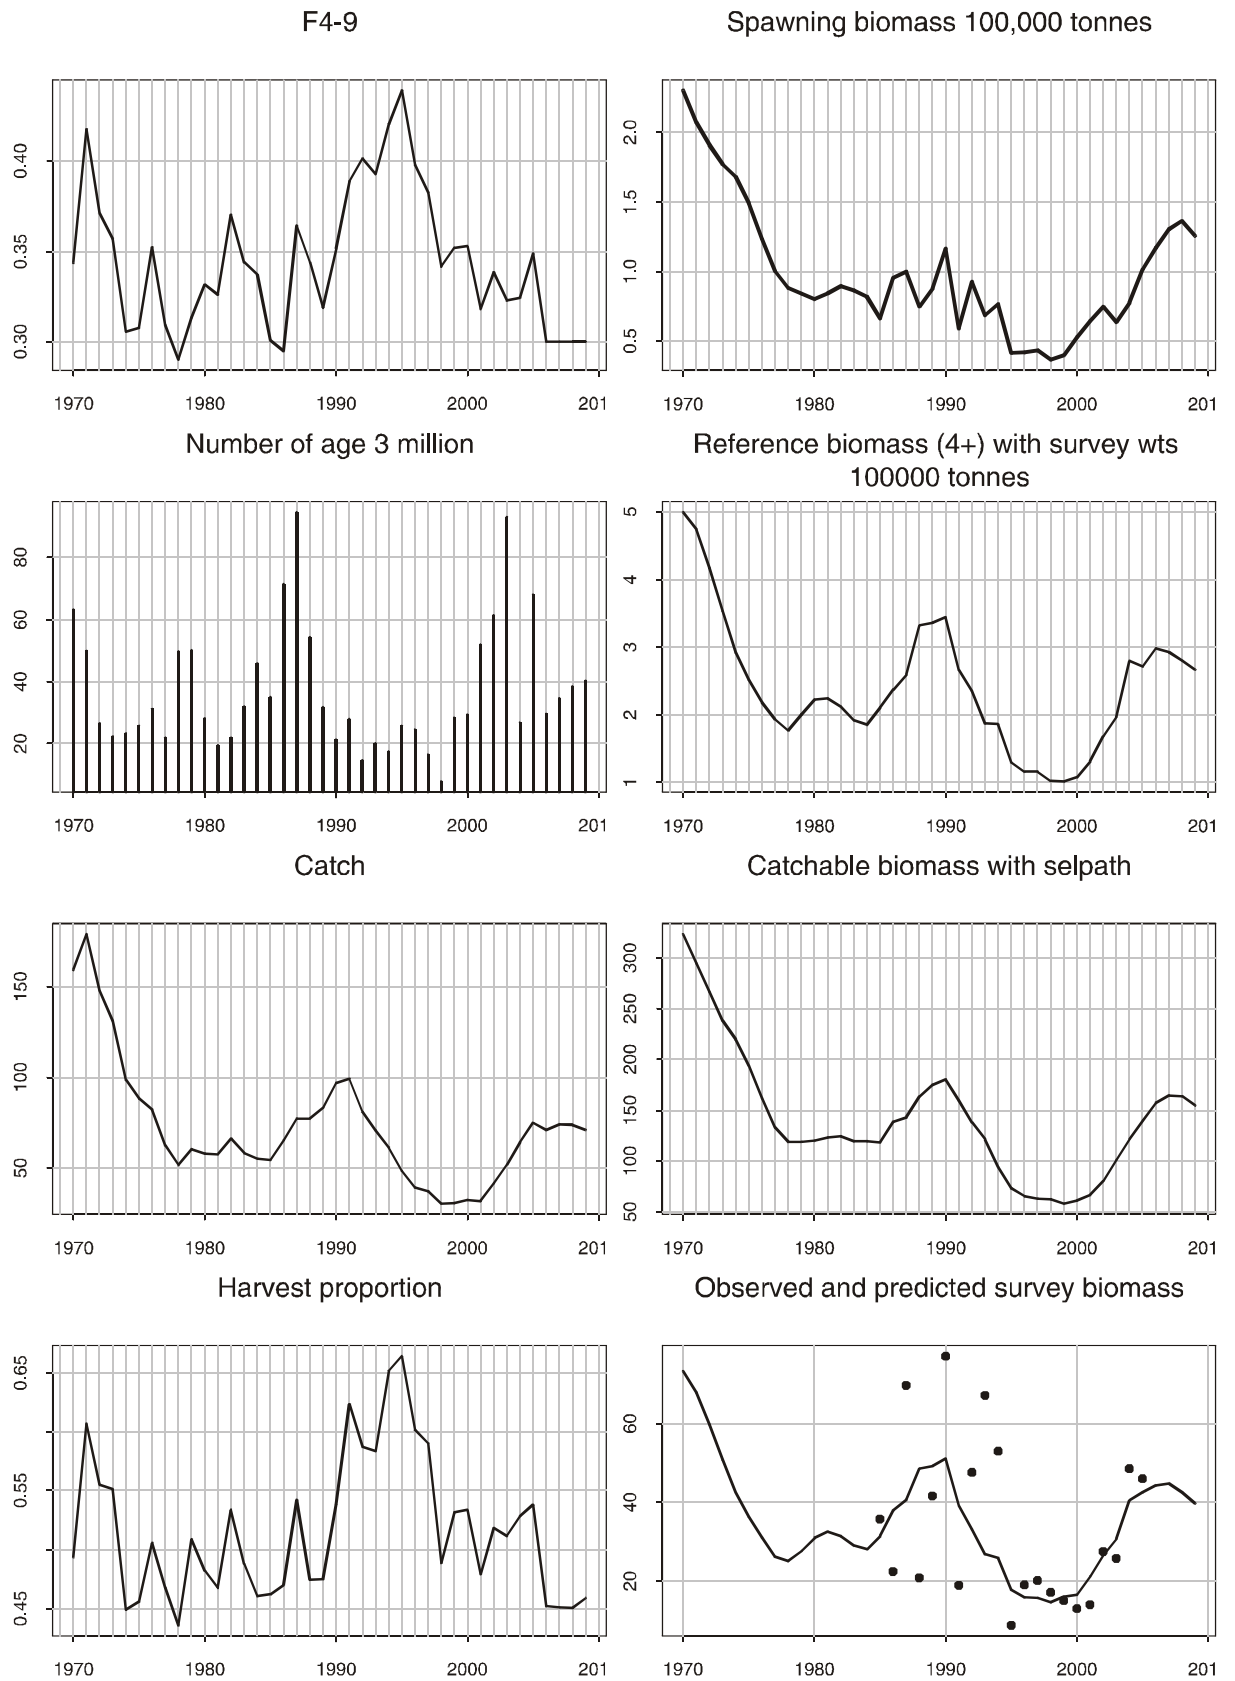 F4-9
0.40
0.35
0.30
1970 1980 1990 2000 201
Spawning biomass 100,000 tonnes
2.0
1.5
1.0
0.5
1970 1980 1990 2000 201
Number of age 3 million
80
60
40
20
1970 1980 1990 2000 201
Reference biomass (4+) with survey wts
100000 tonnes
5
4
3
2
1
1970 1980 1990 2000 201
Catch
150
100
50
1970 1980 1990 2000 201
Catchable biomass with selpath
300
250
200
150
100
50
1970 1980 1990 2000 201
Harvest proportion
0.65
0.55
0.45
1970 1980 1990 2000 201
Observed and predicted survey biomass
60
40
20
1970 1980 1990 2000 201